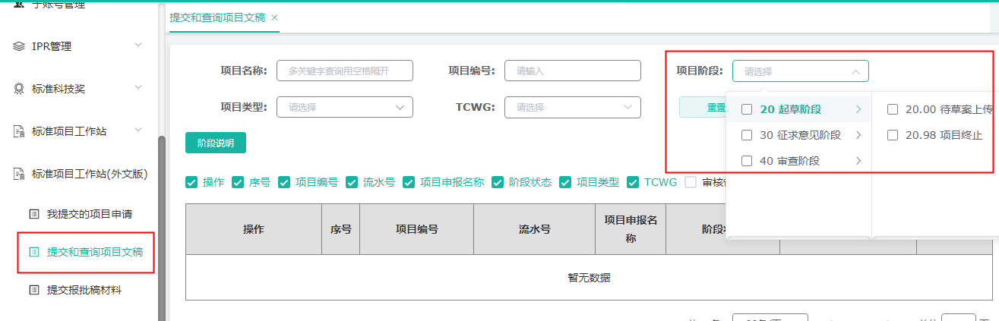 子账号管理
IPR管理
标准科技奖
标准项目工作站
标准项目工作站(外文版)
我提交的项目申请
提交和查询项目文稿
提交报批稿材料
提交和查询项目文稿
项目名称: 多关键字查询用空格隔开 项目编号: 请输入 项目阶段: 请选择
项目类型: 请选择 TCWG: 请选择 重置
20 起草阶段 20.00 待草案上传
30 征求意见阶段 20.98 项目终止
40 审查阶段
阶段说明
操作 序号 项目编号 流水号 项目申报名称 阶段状态 项目类型 TCWG 审核
操作 序号 项目编号 流水号 项目申报名称 阶段
暂无数据